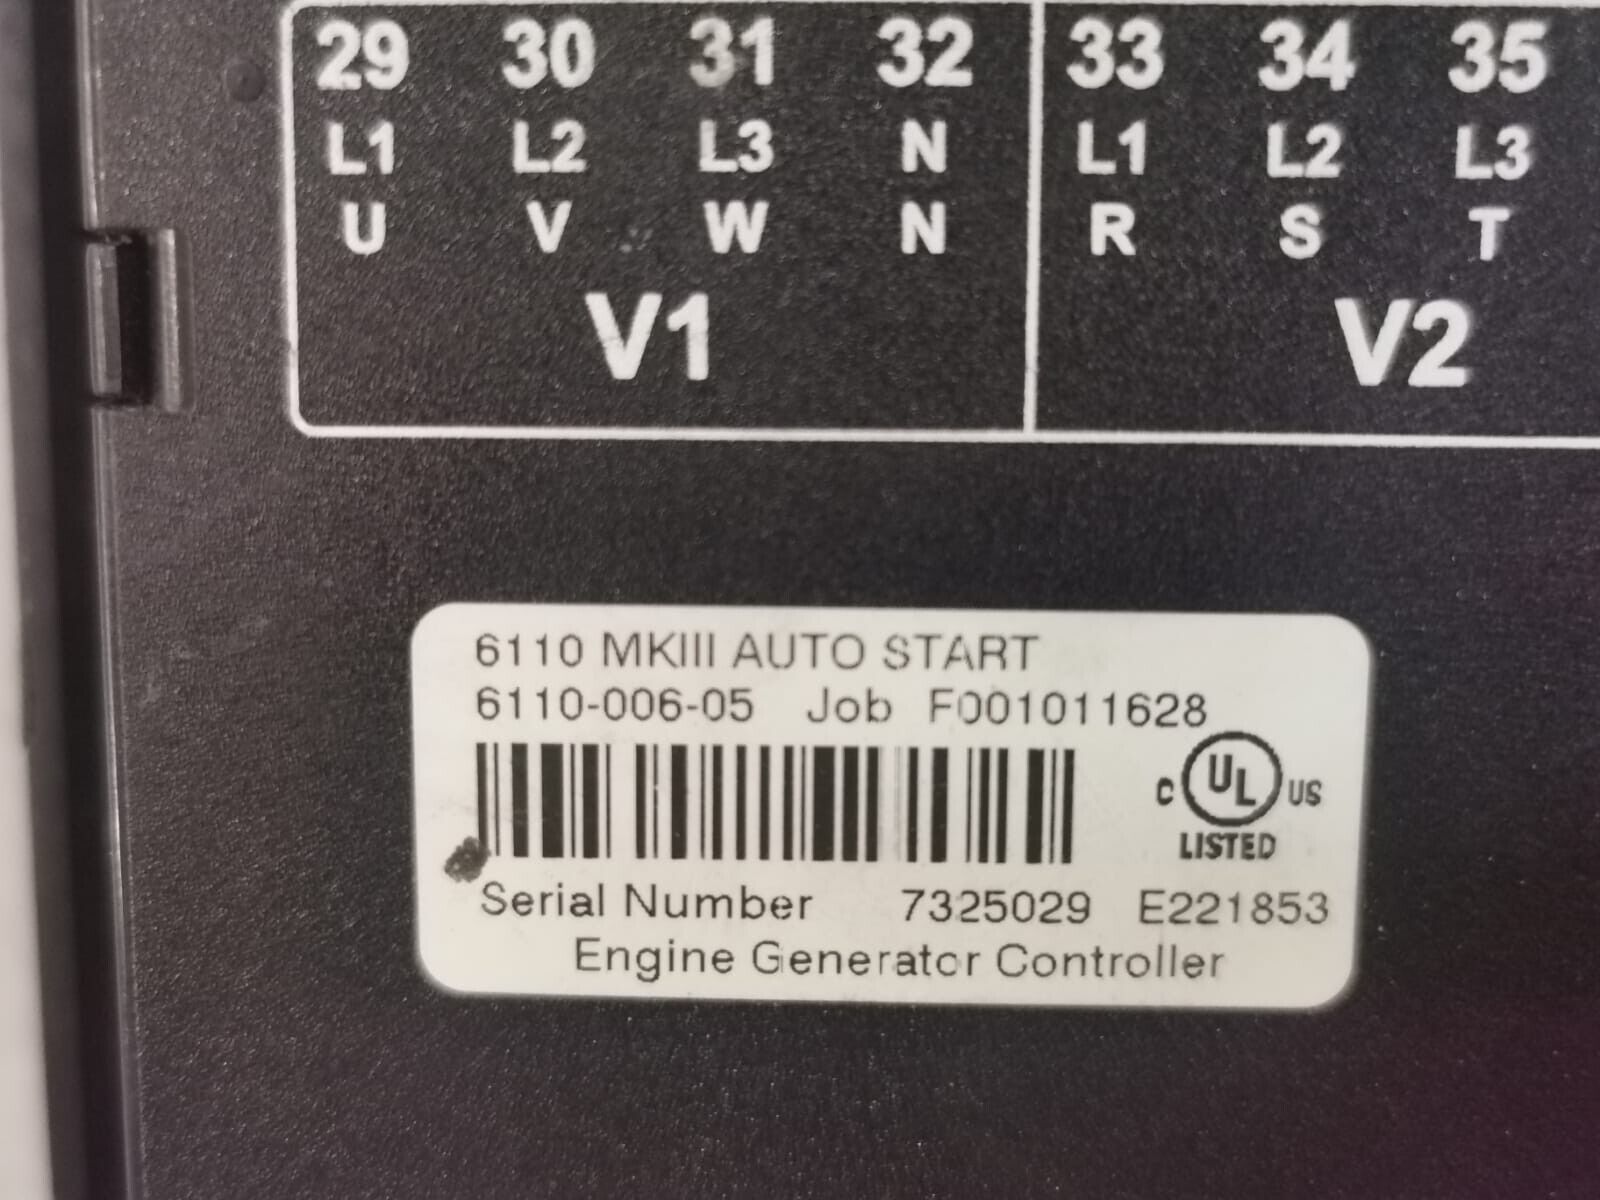 29 30 31 32 33 34 35
L1 L2 L3 N L1 L2 L3
U V W N R S T
V1 V2
6110 MKIII AUTO START
6110-006-05 Job F001011628
C UL US
LISTED
Serial Number 7325029 E221853
Engine Generator Controller